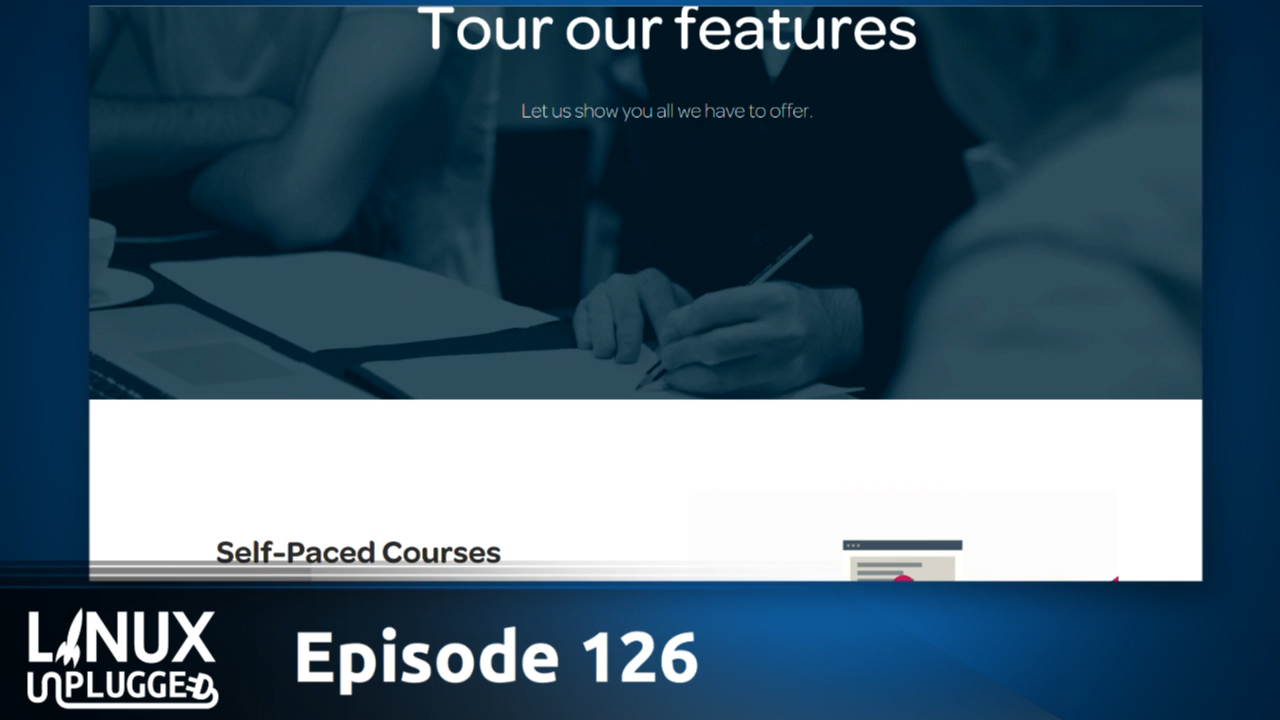 Tour our features
Let us show you all we have to offer.
Self-Paced Courses
LINUX
UNPLUGGED
Episode 126